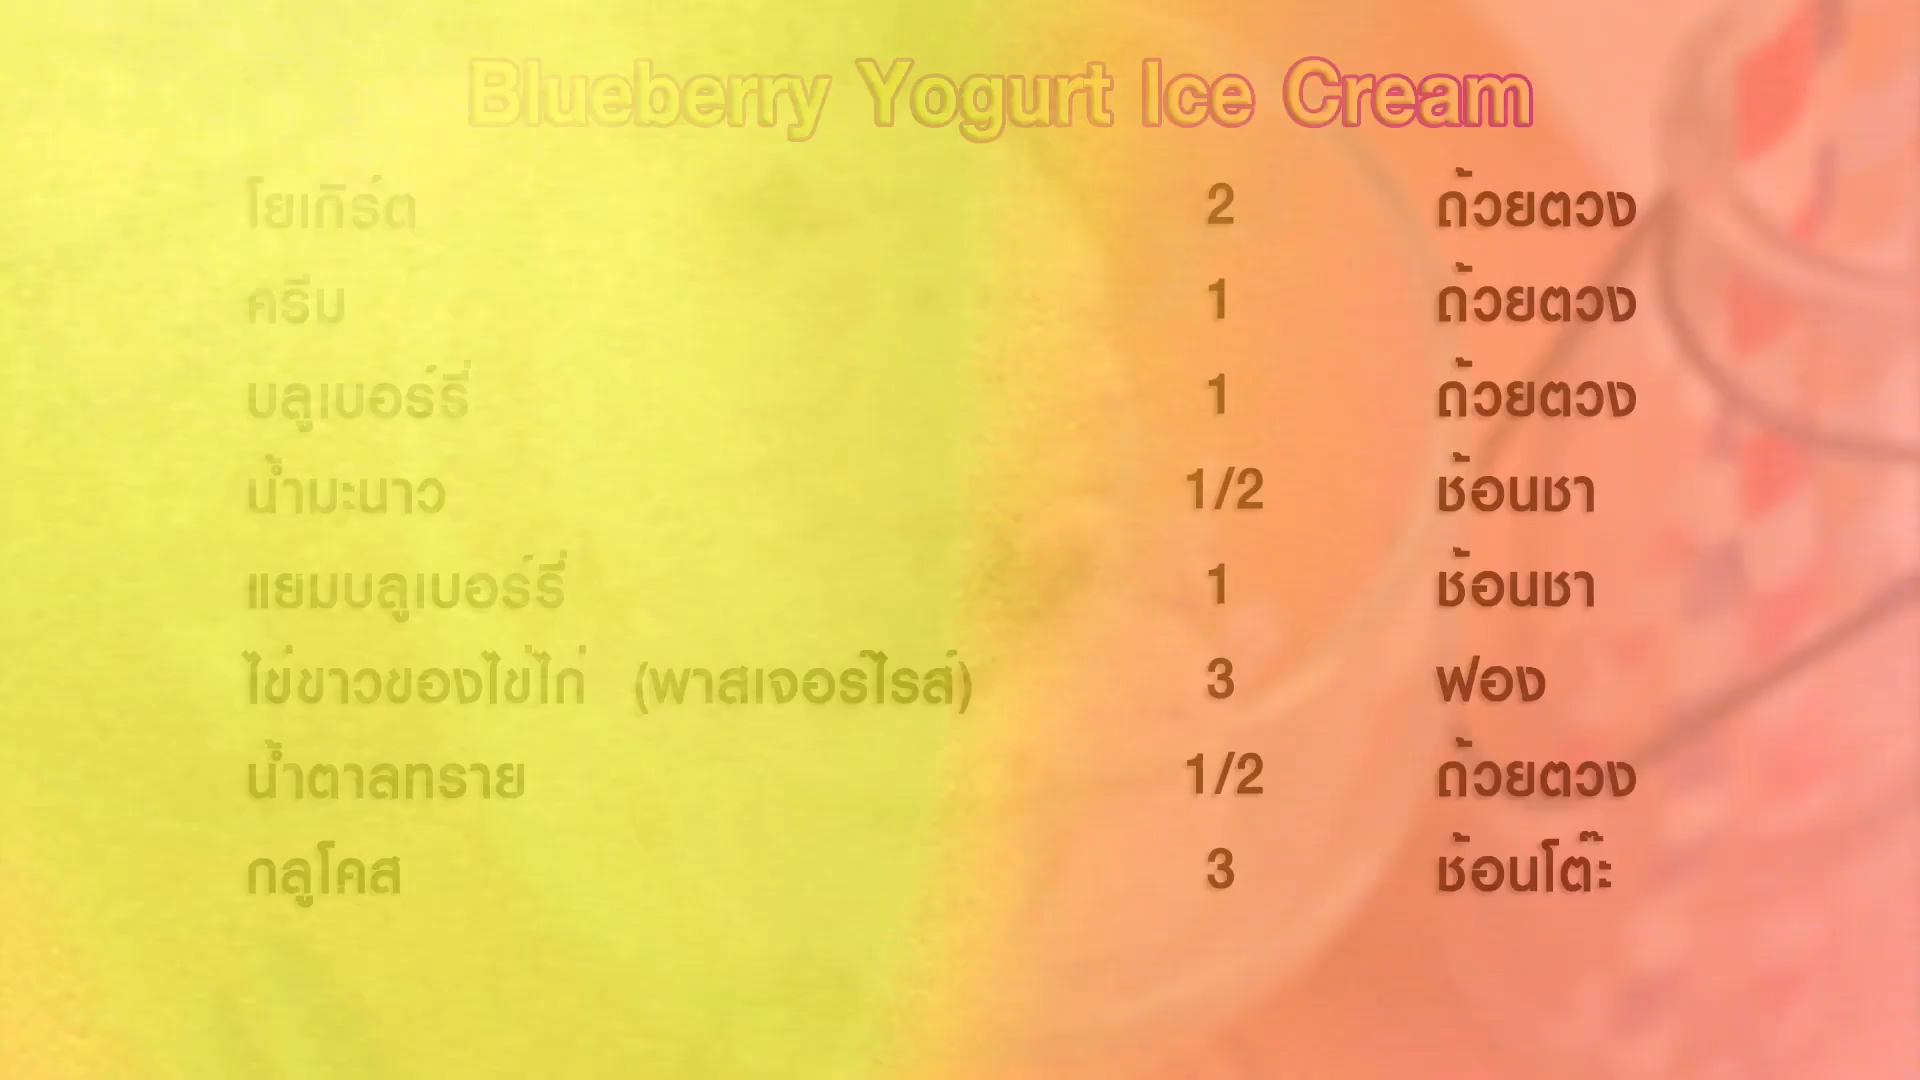 Blueberry Yogurt Ice Cream
โยเกิร์ต 2 ถ้วยตวง
ครีม 1 ถ้วยตวง
บลูเบอร์รี่ 1 ถ้วยตวง
น้ำมะนาว 1/2 ช้อนชา
แยมบลูเบอร์รี่ 1 ช้อนชา
ไข่ขาวของไข่ไก่ (พาสเจอร์ไรส์) 3 ฟอง
น้ำตาลทราย 1/2 ถ้วยตวง
กลูโคส 3 ช้อนโต๊ะ